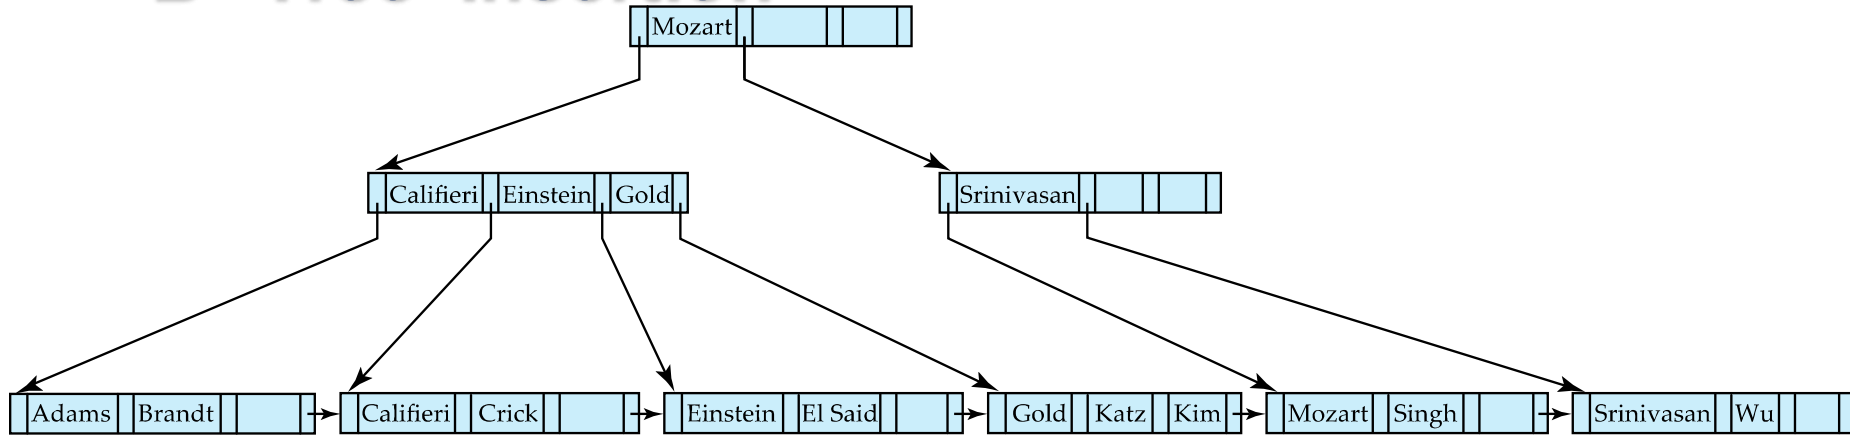 Mozart
Califieri Einstein Gold
Srinivasan
Adams Brandt
Califieri Crick
Einstein El Said
Gold Katz Kim
Mozart Singh
Srinivasan Wu